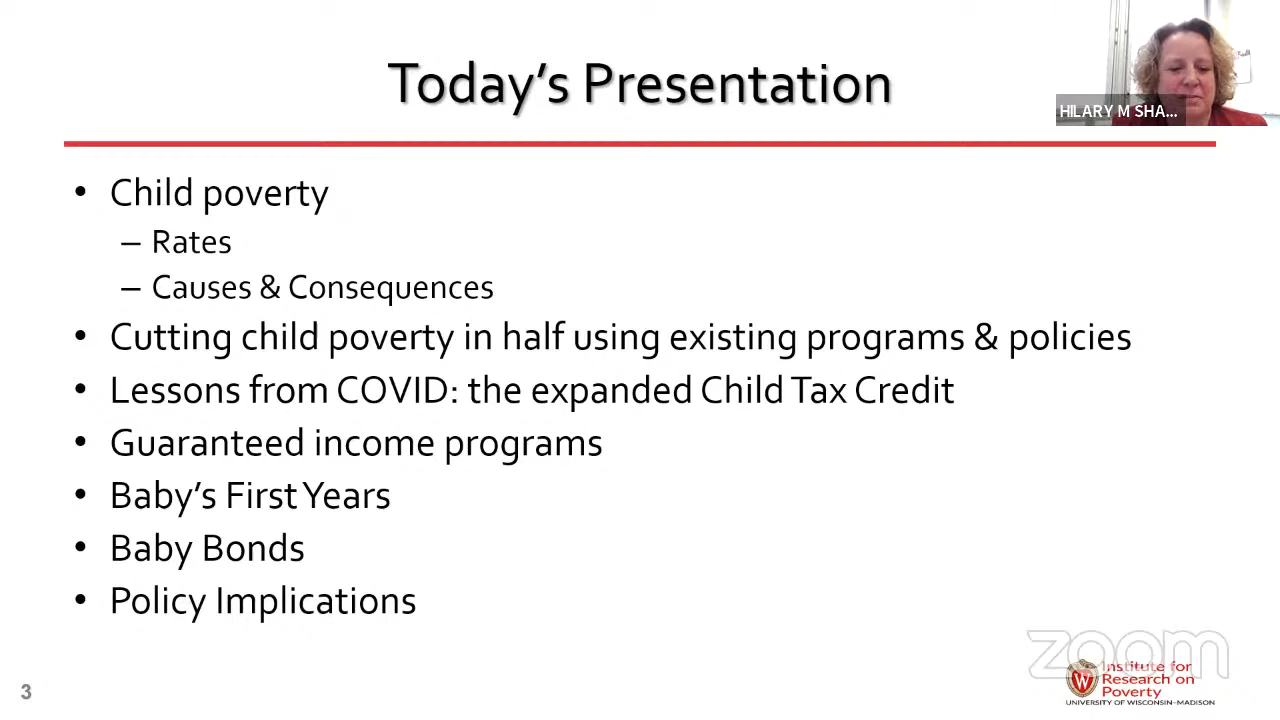 Today's Presentation
HILARY M SHA...
• Child poverty
– Rates
– Causes & Consequences
• Cutting child poverty in half using existing programs & policies
• Lessons from COVID: the expanded Child Tax Credit
• Guaranteed income programs
• Baby's First Years
• Baby Bonds
• Policy Implications
zoom
W
Institute for
Research on
Poverty
UNIVERSITY OF WISCONSIN-MADISON
3